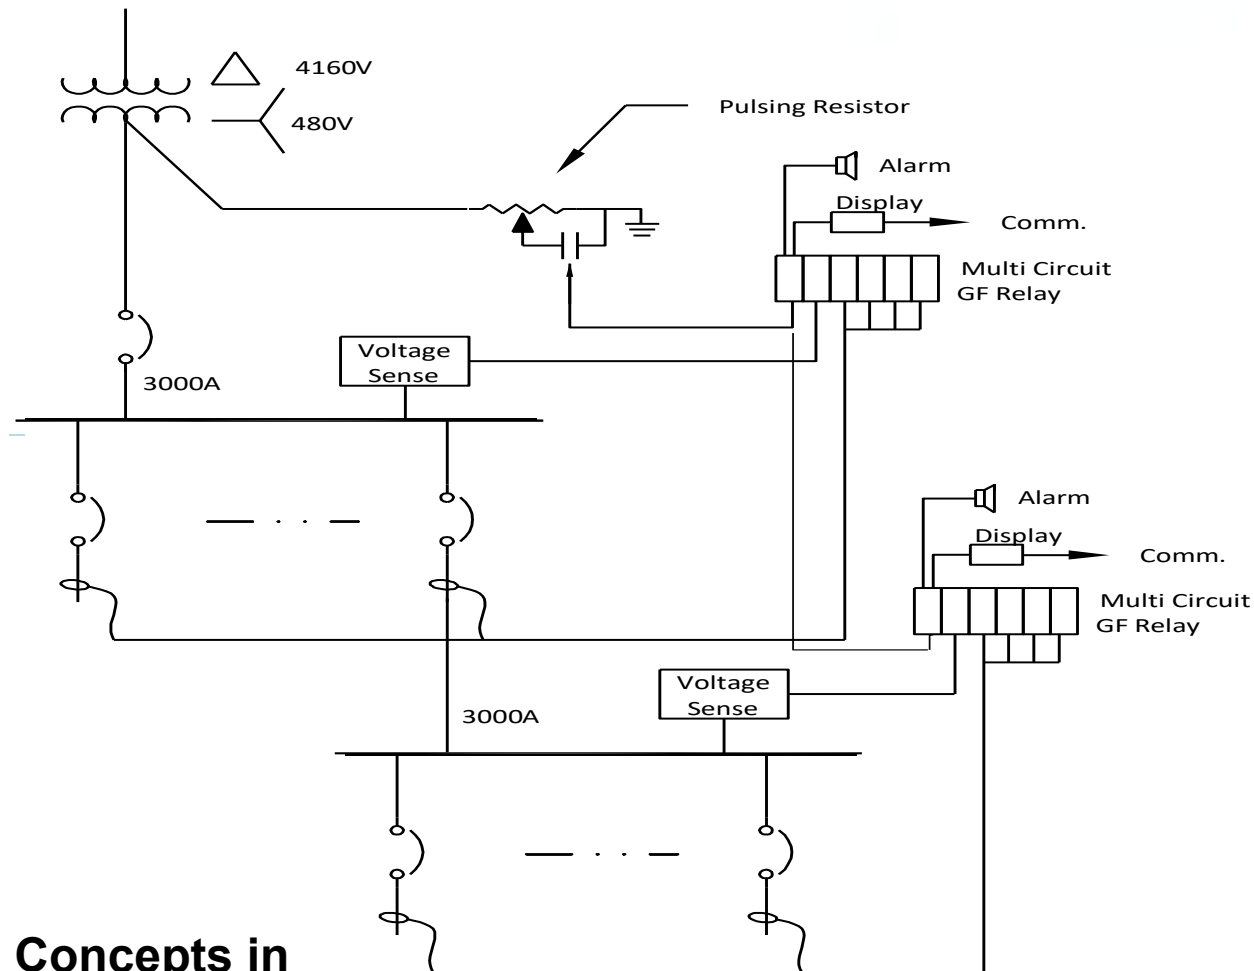 4160V
480V
Pulsing Resistor
Alarm
Display
Comm.
Multi Circuit
GF Relay
Voltage
Sense
3000A
Alarm
Display
Comm.
Multi Circuit
GF Relay
Voltage
Sense
3000A
Concepts in